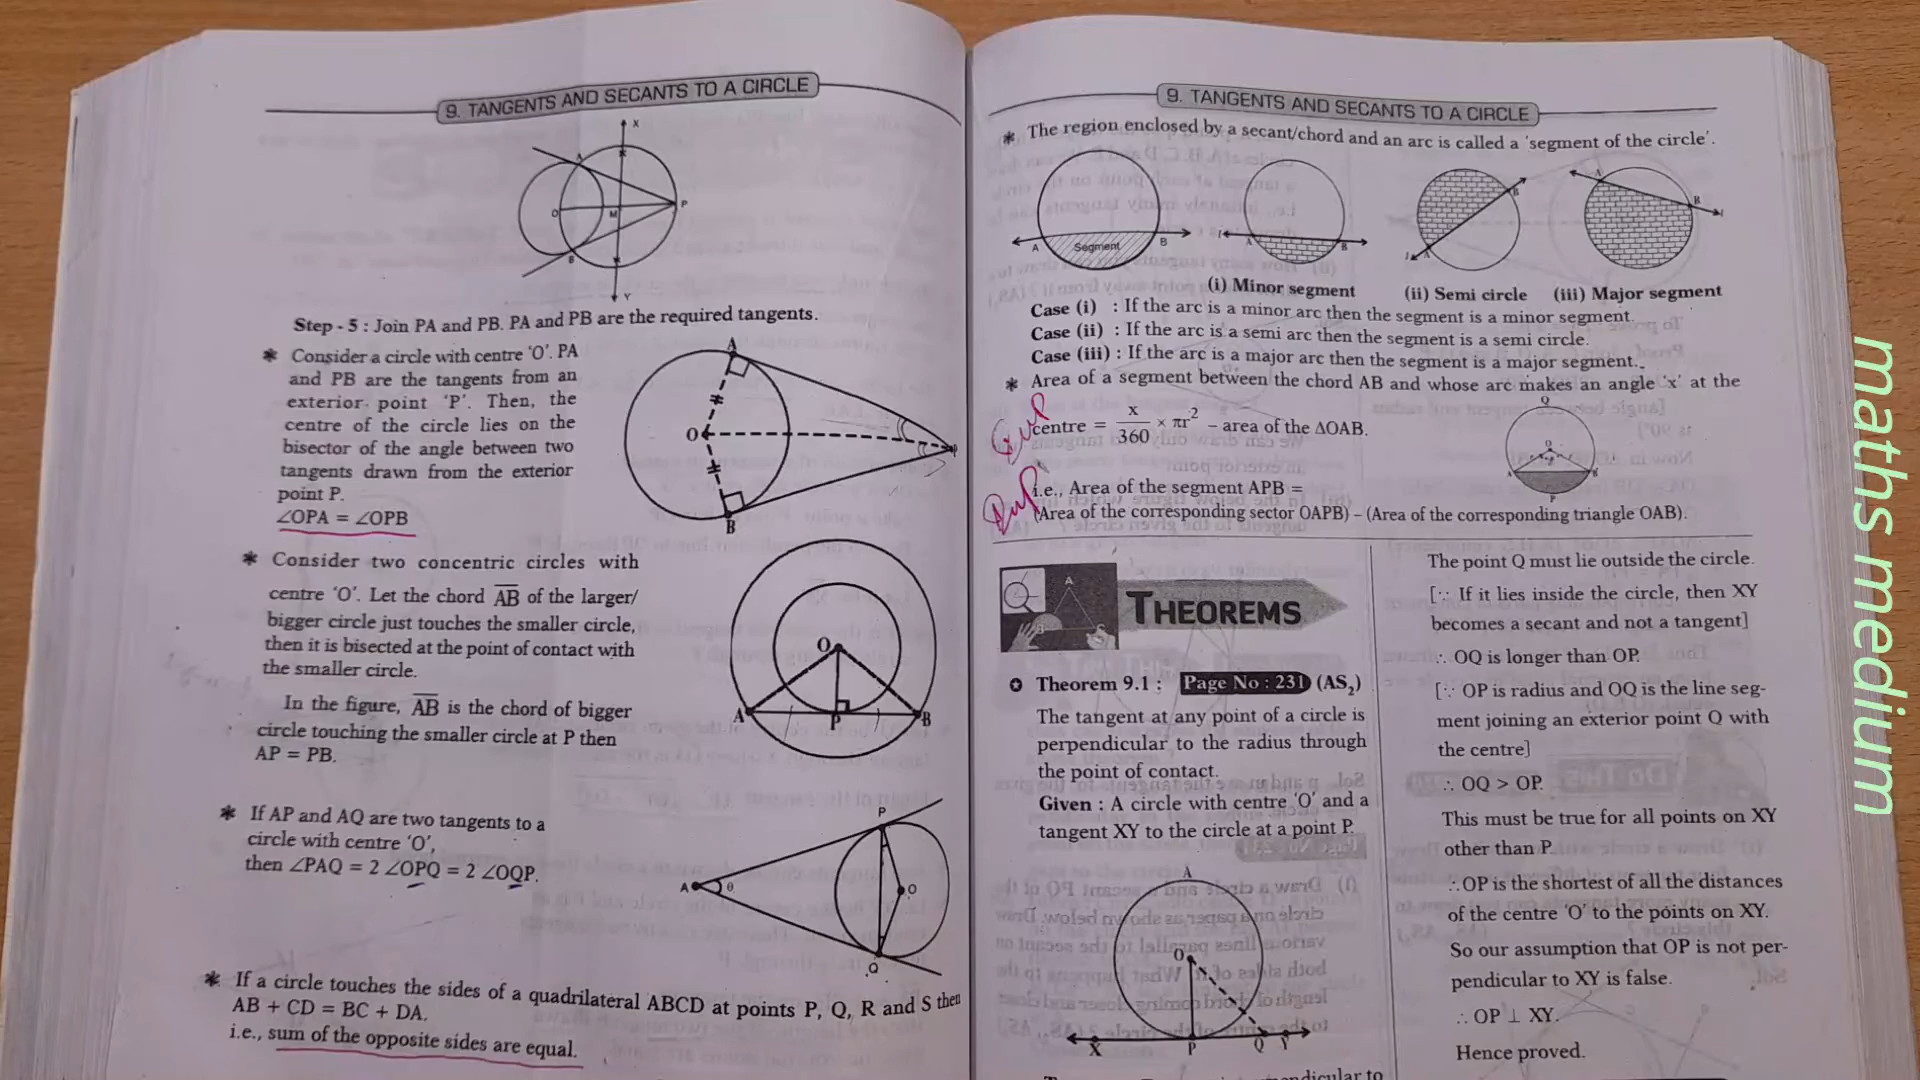 9. TANGENTS AND SECANTS TO A CIRCLE
X
A
O
M
P
B
Y
Step - 5 : Join PA and PB. PA and PB are the required tangents.
* Consider a circle with centre 'O'. PA
and PB are the tangents from an
exterior point 'P'. Then, the
centre of the circle lies on the
bisector of the angle between two
tangents drawn from the exterior
point P.
∠OPA = ∠OPB
A
O
P
B
* Consider two concentric circles with
centre 'O'. Let the chord A̅B̅ of the larger/
bigger circle just touches the smaller circle,
then it is bisected at the point of contact with
the smaller circle.
In the figure, A̅B̅ is the chord of bigger
circle touching the smaller circle at P then
AP = PB.
O
A
P
B
* If AP and AQ are two tangents to a
circle with centre 'O',
then ∠PAQ = 2 ∠OPQ = 2 ∠OQP.
P
A
θ
O
Q
* If a circle touches the sides of a quadrilateral ABCD at points P, Q, R and S then
AB + CD = BC + DA.
i.e., sum of the opposite sides are equal.
9. TANGENTS AND SECANTS TO A CIRCLE
* The region enclosed by a secant/chord and an arc is called a 'segment of the circle'.
A
Segment
B
l
A
B
l
A
B
A
B
l
(i) Minor segment (ii) Semi circle (iii) Major segment
Case (i) : If the arc is a minor arc then the segment is a minor segment.
Case (ii) : If the arc is a semi arc then the segment is a semi circle.
Case (iii) : If the arc is a major arc then the segment is a major segment.
* Area of a segment between the chord AB and whose arc makes an angle 'x' at the
centre = x/360 × πr² – area of the ΔOAB.
Q
O
A
B
P
i.e., Area of the segment APB =
(Area of the corresponding sector OAPB) – (Area of the corresponding triangle OAB).
THEOREMS
Theorem 9.1 : Page No : 231 (AS₂)
The tangent at any point of a circle is
perpendicular to the radius through
the point of contact.
Given : A circle with centre 'O' and a
tangent XY to the circle at a point P.
A
O
X
P
Q
Y
The point Q must lie outside the circle.
[∵ If it lies inside the circle, then XY
becomes a secant and not a tangent]
∴ OQ is longer than OP.
[∵ OP is radius and OQ is the line seg-
ment joining an exterior point Q with
the centre]
∴ OQ > OP.
This must be true for all points on XY
other than P.
∴OP is the shortest of all the distances
of the centre 'O' to the points on XY.
So our assumption that OP is not per-
pendicular to XY is false.
∴ OP ⊥ XY.
Hence proved.
maths medium